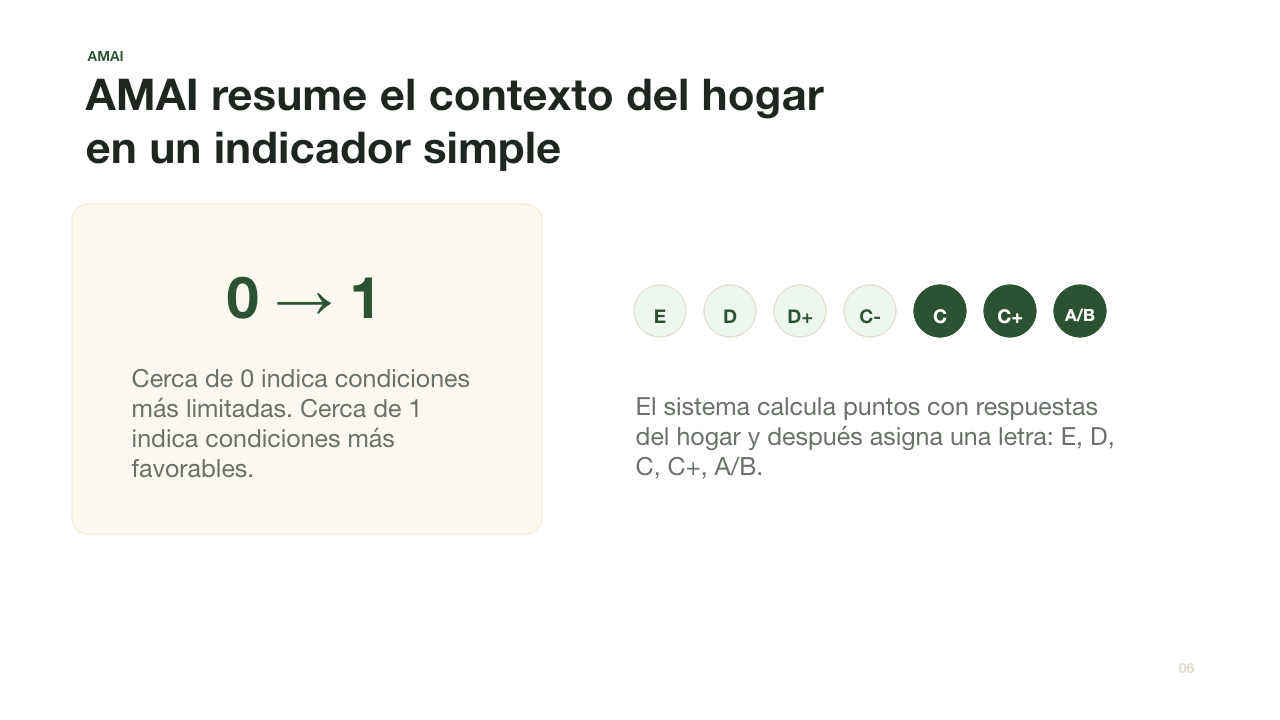 AMAI
AMAI resume el contexto del hogar
en un indicador simple
0 → 1
Cerca de 0 indica condiciones
más limitadas. Cerca de 1
indica condiciones más
favorables.
E D D+ C- C C+ A/B
El sistema calcula puntos con respuestas
del hogar y después asigna una letra: E, D,
C, C+, A/B.
06